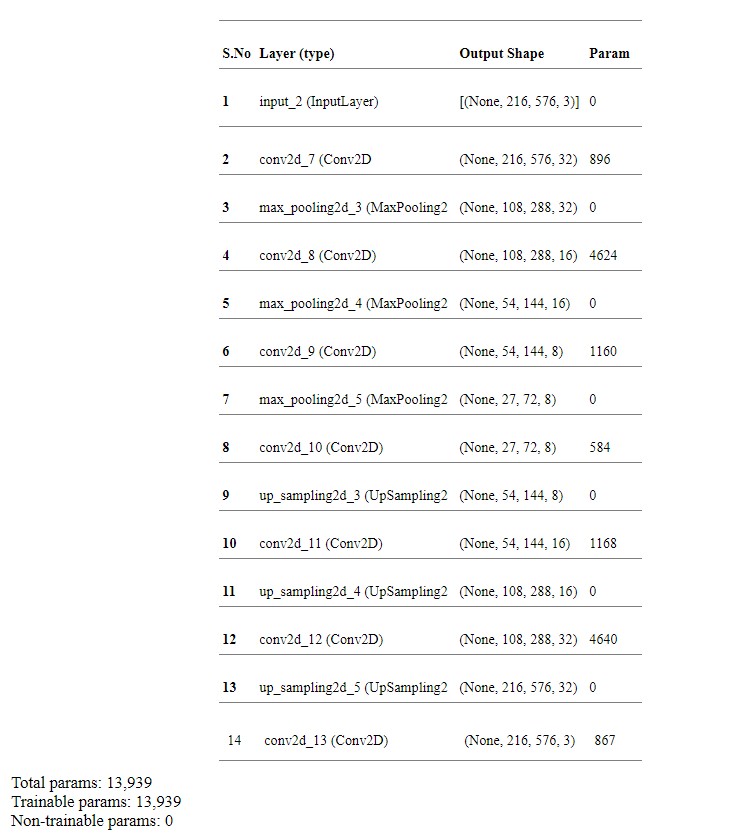 S.No Layer (type) Output Shape Param
1 input_2 (InputLayer) [(None, 216, 576, 3)] 0
2 conv2d_7 (Conv2D (None, 216, 576, 32) 896
3 max_pooling2d_3 (MaxPooling2 (None, 108, 288, 32) 0
4 conv2d_8 (Conv2D) (None, 108, 288, 16) 4624
5 max_pooling2d_4 (MaxPooling2 (None, 54, 144, 16) 0
6 conv2d_9 (Conv2D) (None, 54, 144, 8) 1160
7 max_pooling2d_5 (MaxPooling2 (None, 27, 72, 8) 0
8 conv2d_10 (Conv2D) (None, 27, 72, 8) 584
9 up_sampling2d_3 (UpSampling2 (None, 54, 144, 8) 0
10 conv2d_11 (Conv2D) (None, 54, 144, 16) 1168
11 up_sampling2d_4 (UpSampling2 (None, 108, 288, 16) 0
12 conv2d_12 (Conv2D) (None, 108, 288, 32) 4640
13 up_sampling2d_5 (UpSampling2 (None, 216, 576, 32) 0
14 conv2d_13 (Conv2D) (None, 216, 576, 3) 867
Total params: 13,939
Trainable params: 13,939
Non-trainable params: 0